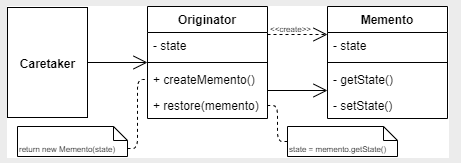 Caretaker
Originator
- state
+ createMemento()
+ restore(memento)
<<create>>
Memento
- state
- getState()
- setState()
return new Memento(state)
state = memento.getState()